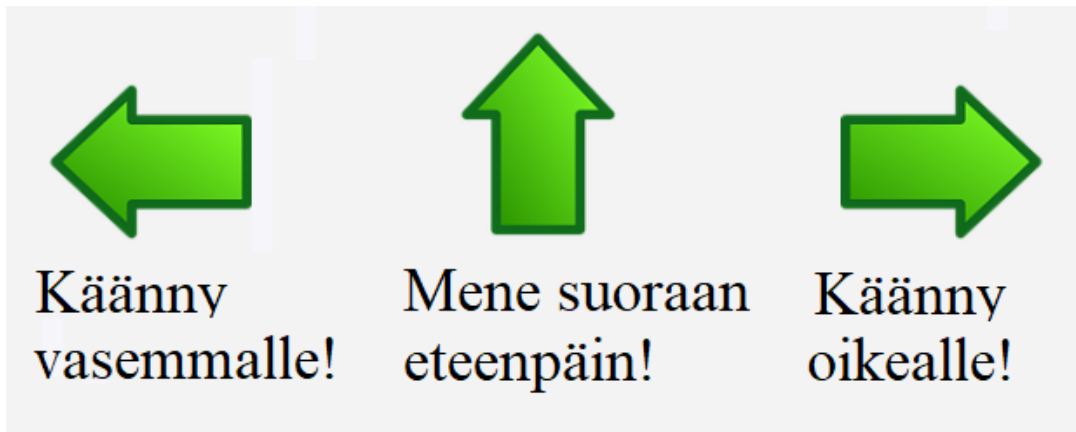 Käänny
vasemmalle!
Mene suoraan
eteenpäin!
Käänny
oikealle!